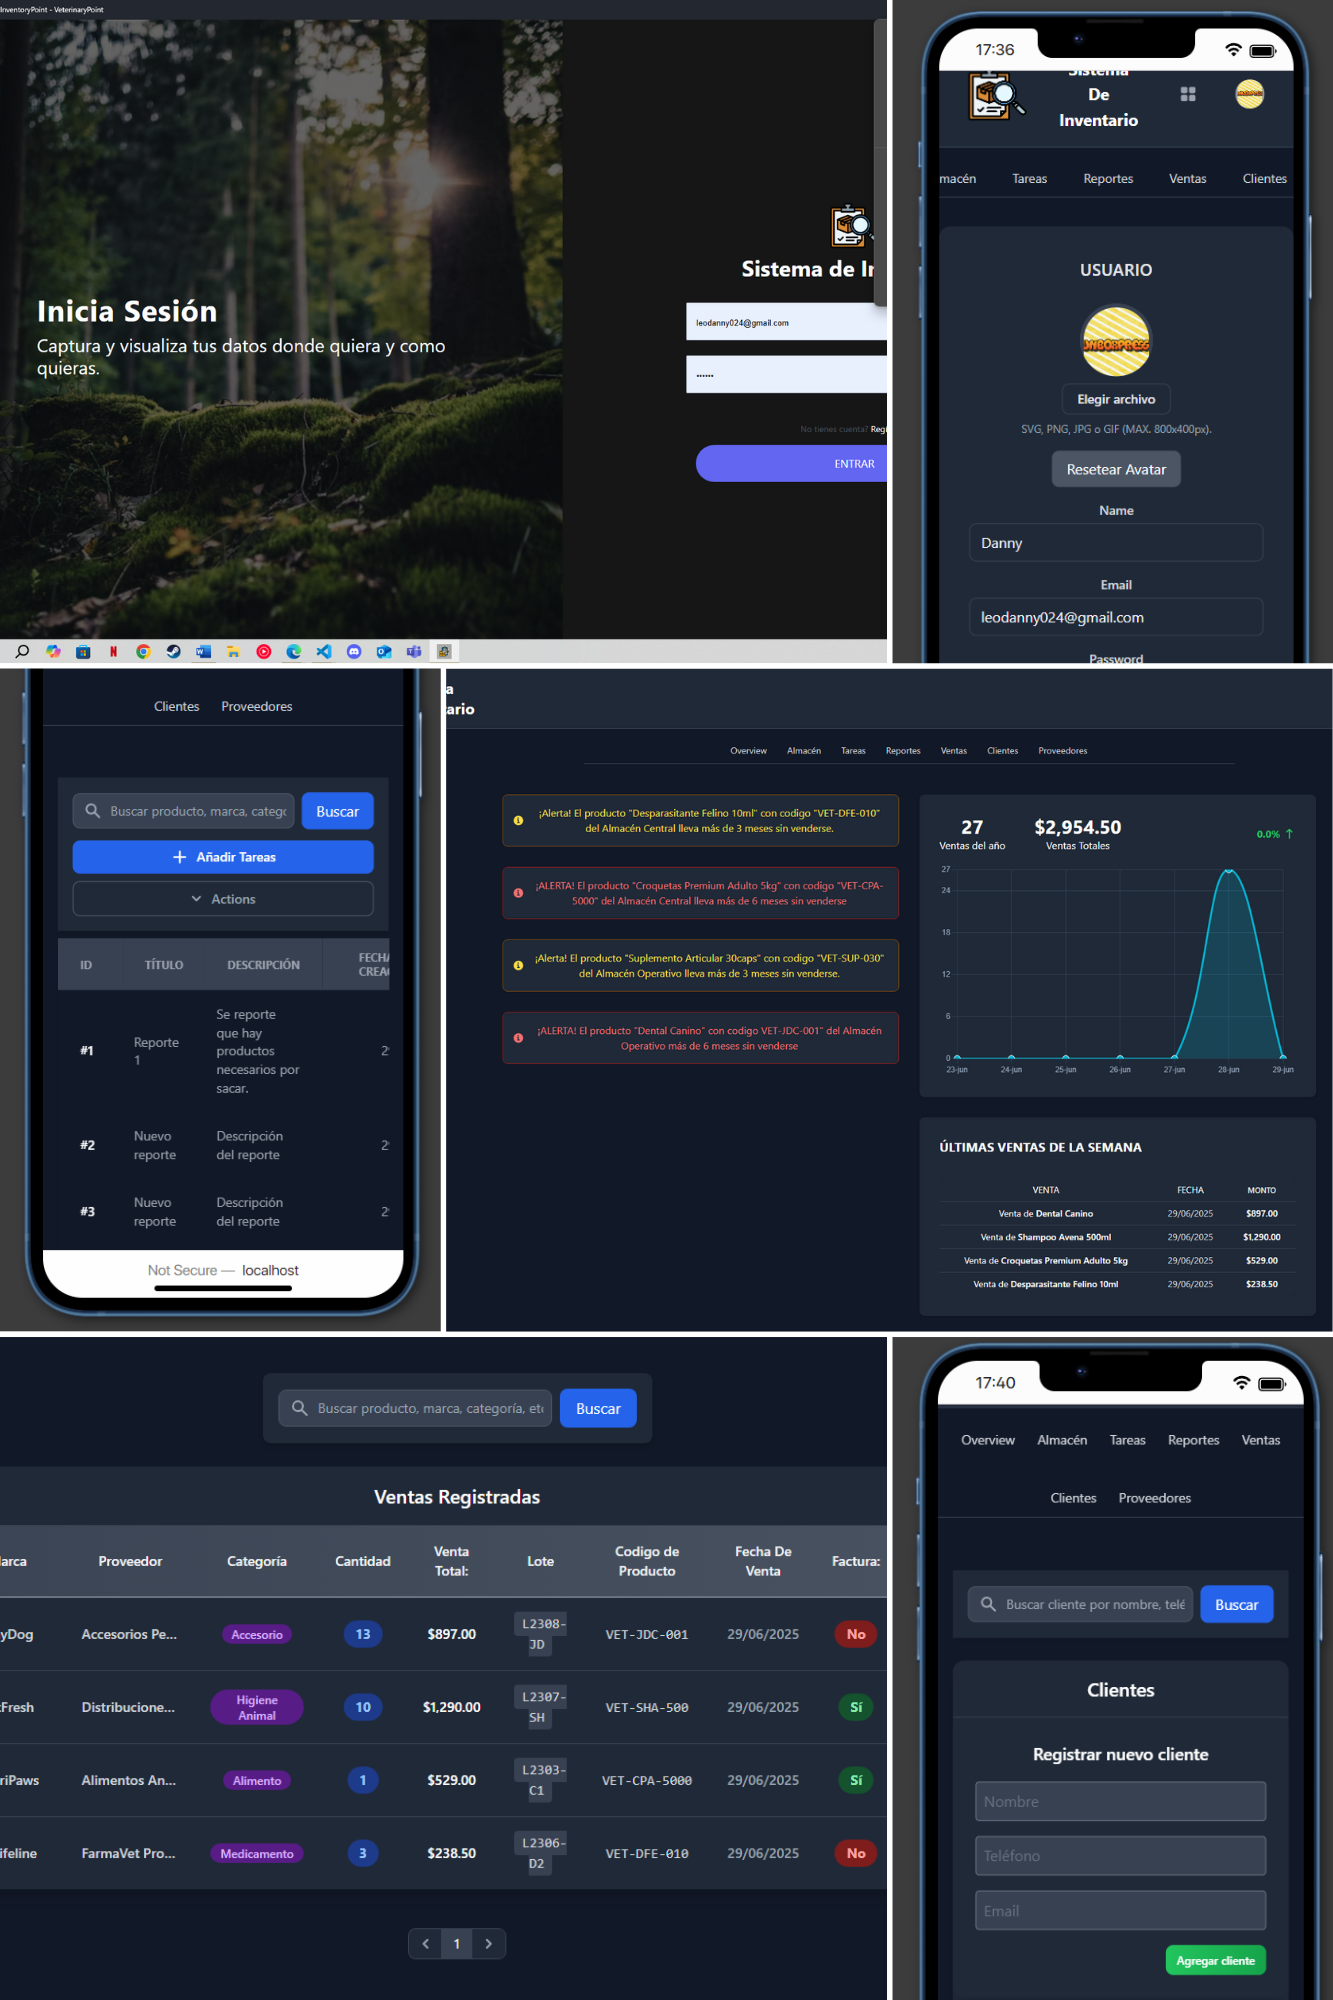 InventoryPoint - VeterinaryPoint
Inicia Sesión
Captura y visualiza tus datos donde quiera y como
quieras.
Sistema de Ir
leodanny024@gmail.com
••••••
No tienes cuenta? Regi
ENTRAR
17:36
Sistema
De
Inventario
macén Tareas Reportes Ventas Clientes
USUARIO
UNBOXPRESS
Elegir archivo
SVG, PNG, JPG o GIF (MAX. 800x400px).
Resetear Avatar
Name
Danny
Email
leodanny024@gmail.com
Password
Clientes Proveedores
Buscar producto, marca, catego
Buscar
+ Añadir Tareas
Actions
ID TÍTULO DESCRIPCIÓN FECHA
CREAC
#1 Reporte
1
Se reporte
que hay
productos
necesarios por
sacar.
2
#2 Nuevo
reporte
Descripción
del reporte
2
#3 Nuevo
reporte
Descripción
del reporte
2
Not Secure — localhost
a
ario
Overview Almacén Tareas Reportes Ventas Clientes Proveedores
¡Alerta! El producto "Desparasitante Felino 10ml" con codigo "VET-DFE-010"
del Almacén Central lleva más de 3 meses sin venderse.
¡ALERTA! El producto "Croquetas Premium Adulto 5kg" con codigo "VET-CPA-
5000" del Almacén Central lleva más de 6 meses sin venderse
¡Alerta! El producto "Suplemento Articular 30caps" con codigo "VET-SUP-030"
del Almacén Operativo lleva más de 3 meses sin venderse.
¡ALERTA! El producto "Dental Canino" con codigo VET-JDC-001" del Almacén
Operativo más de 6 meses sin venderse
27
Ventas del año
$2,954.50
Ventas Totales
0.0% ↑
27
24
18
12
6
0
23-jun 24-jun 25-jun 26-jun 27-jun 28-jun 29-jun
ÚLTIMAS VENTAS DE LA SEMANA
VENTA FECHA MONTO
Venta de Dental Canino 29/06/2025 $897.00
Venta de Shampoo Avena 500ml 29/06/2025 $1,290.00
Venta de Croquetas Premium Adulto 5kg 29/06/2025 $529.00
Venta de Desparasitante Felino 10ml 29/06/2025 $238.50
Buscar producto, marca, categoría, etc
Buscar
Ventas Registradas
larca Proveedor Categoría Cantidad Venta
Total:
Lote Codigo de
Producto
Fecha De
Venta
Factura:
yDog Accesorios Pe... Accesorio 13 $897.00 L2308-
JD
VET-JDC-001 29/06/2025 No
tFresh Distribucione... Higiene
Animal
10 $1,290.00 L2307-
SH
VET-SHA-500 29/06/2025 Sí
riPaws Alimentos An... Alimento 1 $529.00 L2303-
C1
VET-CPA-5000 29/06/2025 Sí
ifeline FarmaVet Pro... Medicamento 3 $238.50 L2306-
D2
VET-DFE-010 29/06/2025 No
1
17:40
Overview Almacén Tareas Reportes Ventas
Clientes Proveedores
Buscar cliente por nombre, telé
Buscar
Clientes
Registrar nuevo cliente
Nombre
Teléfono
Email
Agregar cliente